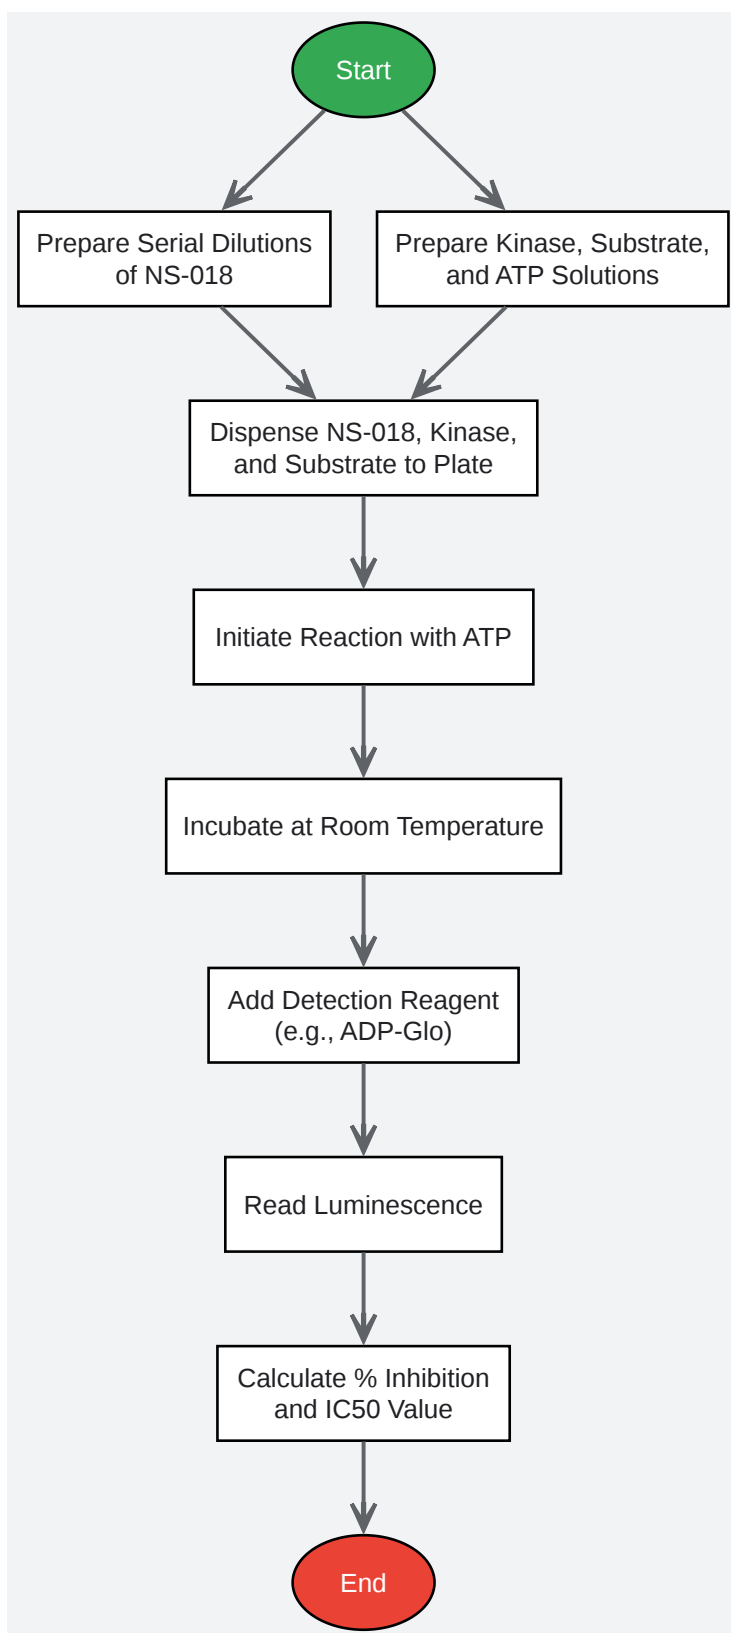 Start
Prepare Serial Dilutions
of NS-018
Prepare Kinase, Substrate,
and ATP Solutions
Dispense NS-018, Kinase,
and Substrate to Plate
Initiate Reaction with ATP
Incubate at Room Temperature
Add Detection Reagent
(e.g., ADP-Glo)
Read Luminescence
Calculate % Inhibition
and IC50 Value
End